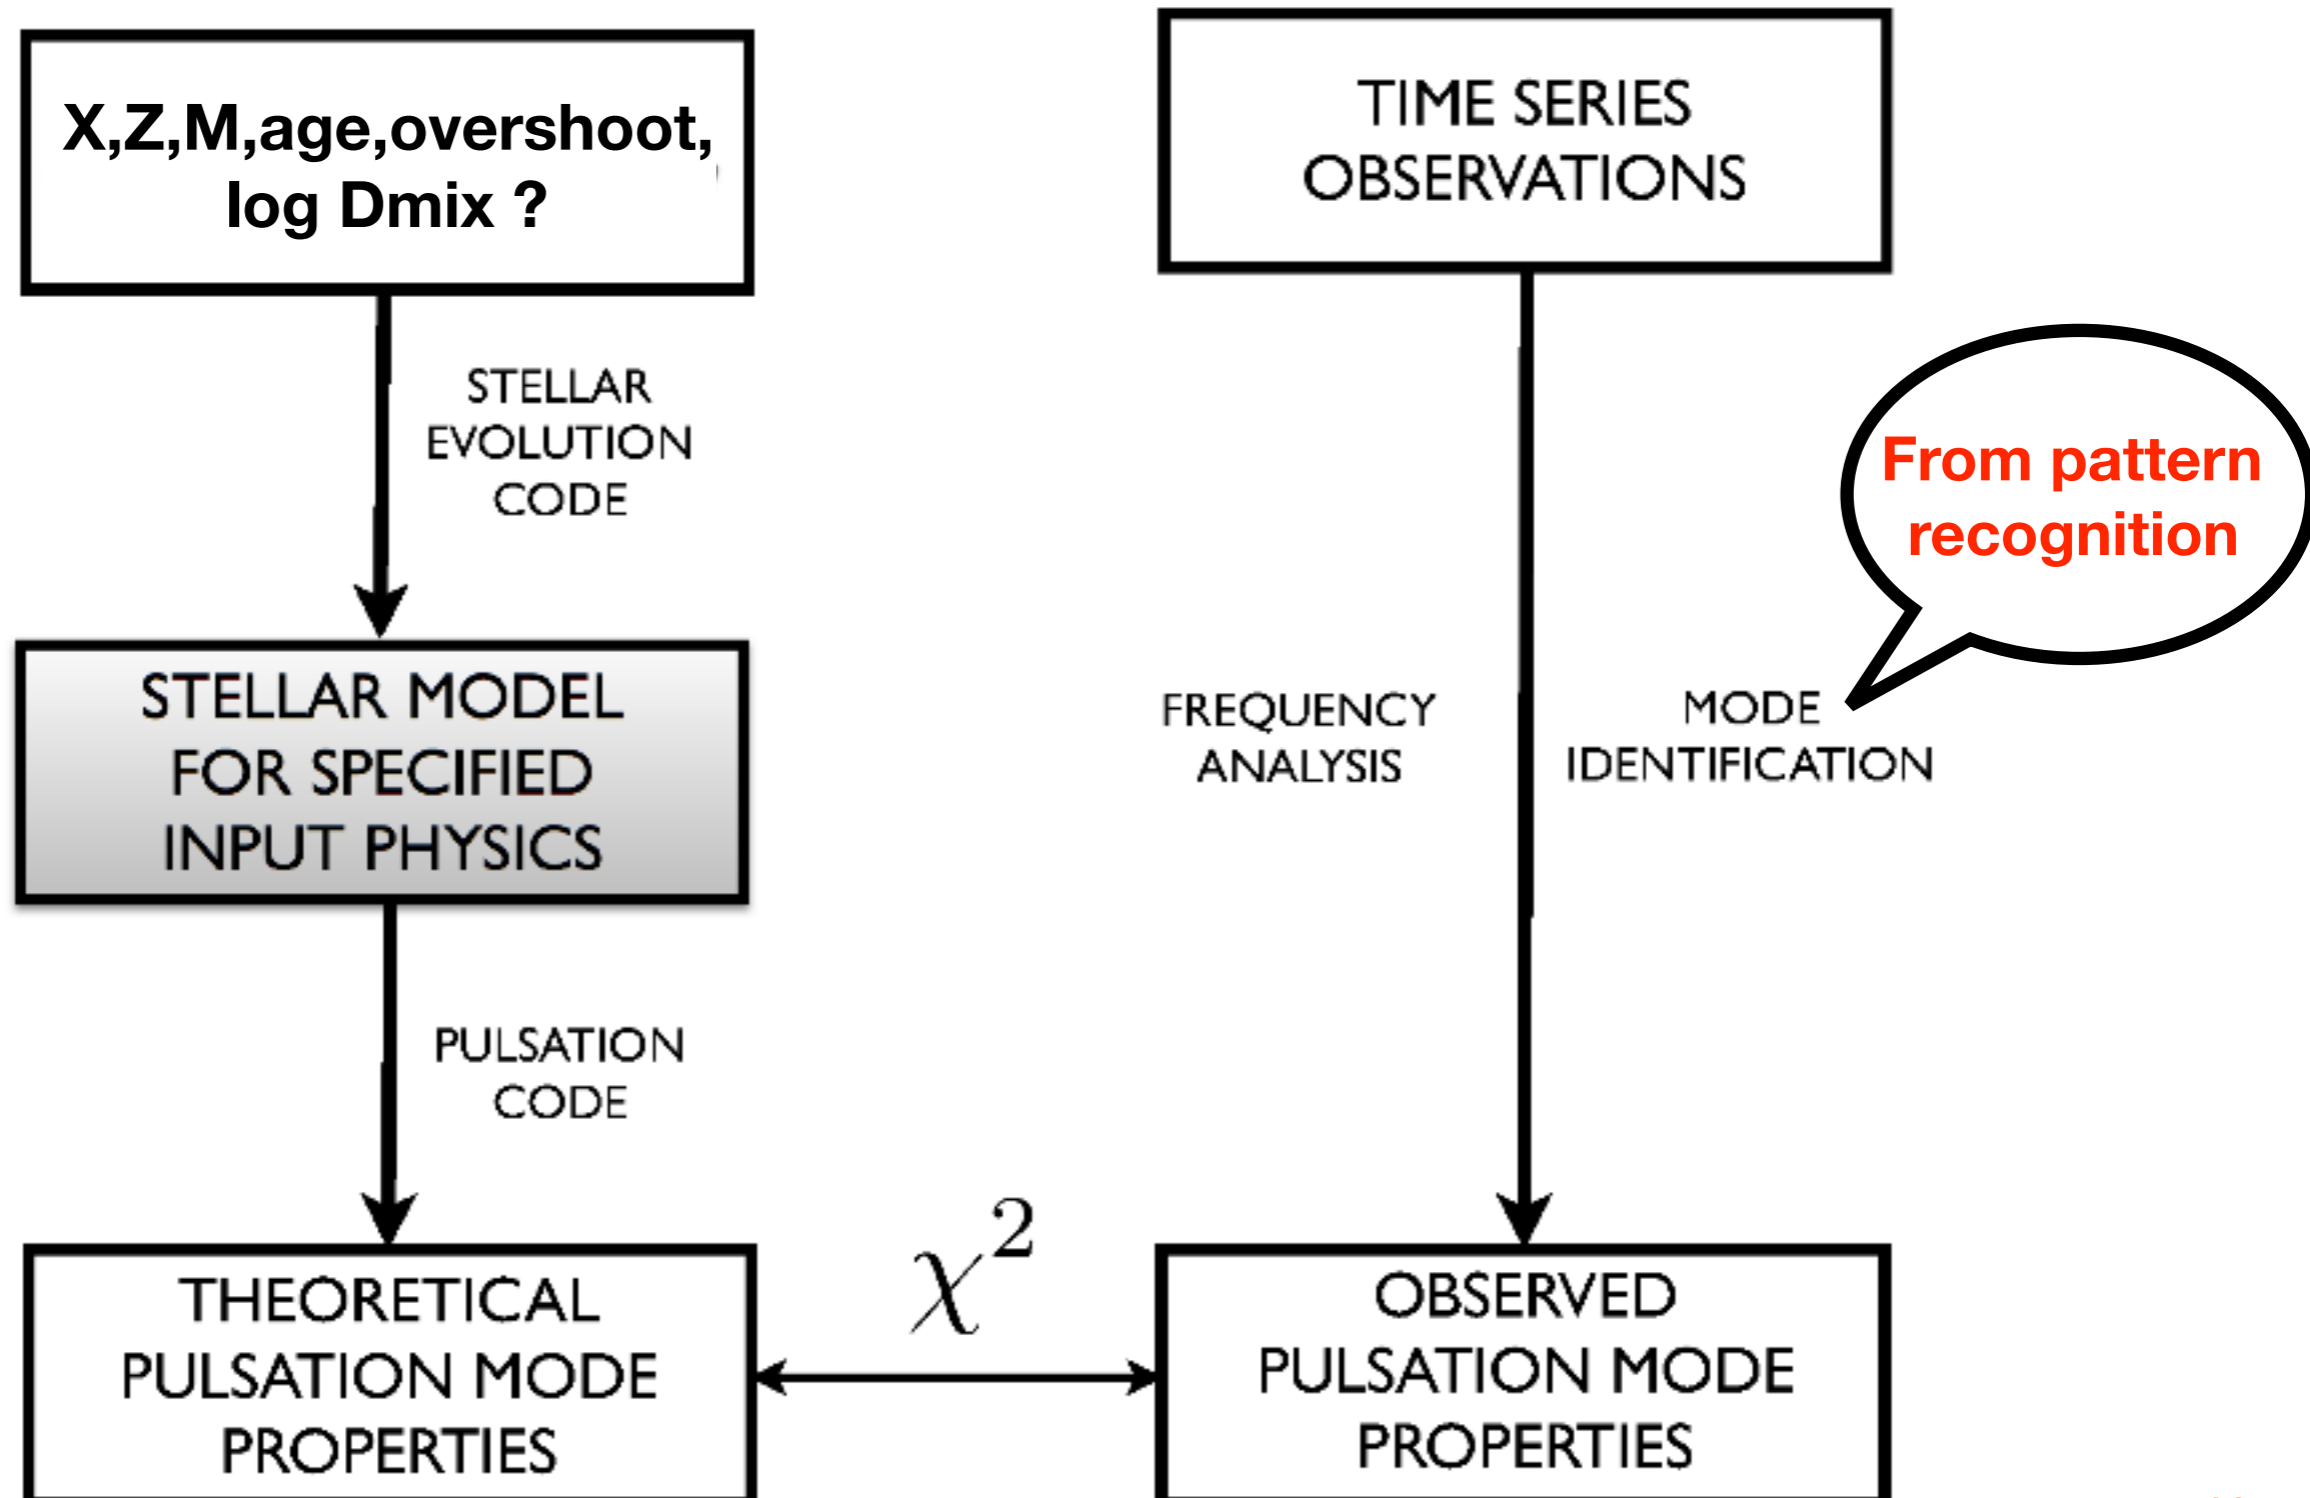 X,Z,M,age,overshoot,
log Dmix ?
STELLAR
EVOLUTION
CODE
STELLAR MODEL
FOR SPECIFIED
INPUT PHYSICS
PULSATION
CODE
THEORETICAL
PULSATION MODE
PROPERTIES
χ²
TIME SERIES
OBSERVATIONS
FREQUENCY
ANALYSIS
MODE
IDENTIFICATION
From pattern
recognition
OBSERVED
PULSATION MODE
PROPERTIES